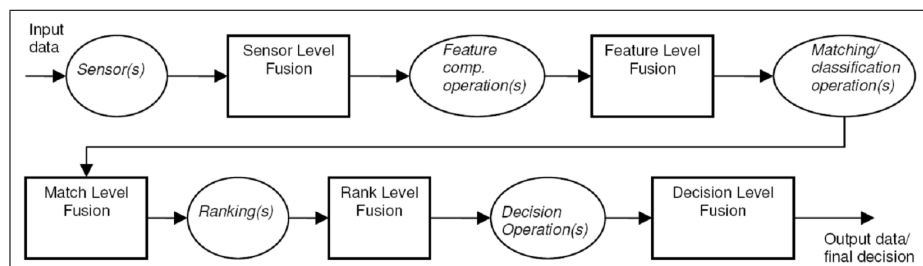 Input
data
Sensor(s)
Sensor Level
Fusion
Feature
comp.
operation(s)
Feature Level
Fusion
Matching/
classification
operation(s)
Match Level
Fusion
Ranking(s)
Rank Level
Fusion
Decision
Operation(s)
Decision Level
Fusion
Output data/
final decision